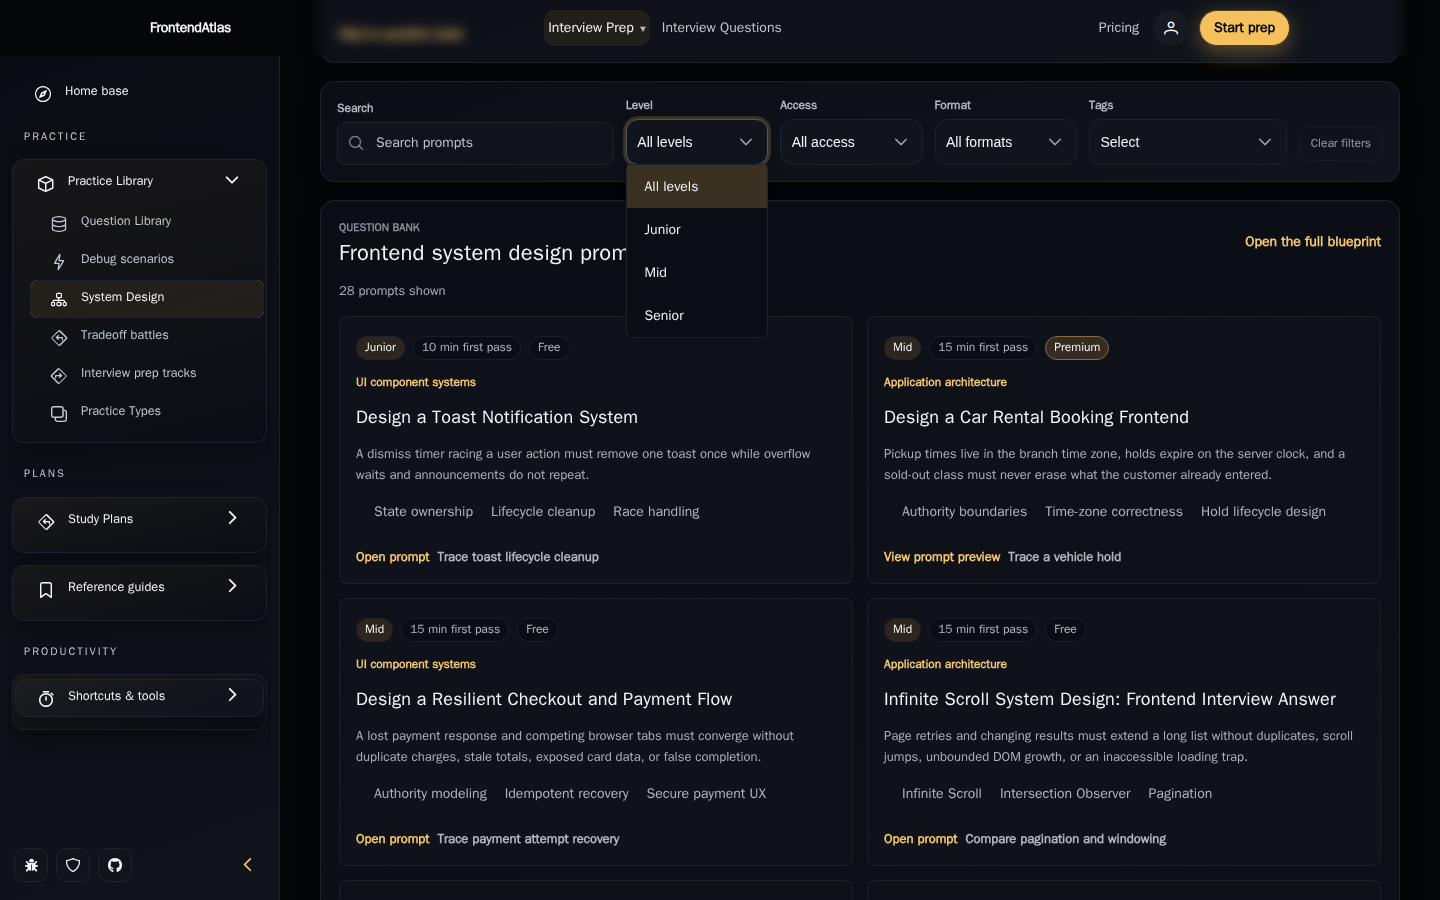 FrontendAtlas
Interview Prep ▾
Interview Questions
Pricing
Start prep
Home base
PRACTICE
Practice Library
Question Library
Debug scenarios
System Design
Tradeoff battles
Interview prep tracks
Practice Types
PLANS
Study Plans
Reference guides
PRODUCTIVITY
Shortcuts & tools
Search
Search prompts
Level
All levels
Access
All access
Format
All formats
Tags
Select
Clear filters
All levels
Junior
Mid
Senior
QUESTION BANK
Frontend system design prom
28 prompts shown
Open the full blueprint
Junior 10 min first pass Free
UI component systems
Design a Toast Notification System
A dismiss timer racing a user action must remove one toast once while overflow
waits and announcements do not repeat.
State ownership Lifecycle cleanup Race handling
Open prompt Trace toast lifecycle cleanup
Mid 15 min first pass Premium
Application architecture
Design a Car Rental Booking Frontend
Pickup times live in the branch time zone, holds expire on the server clock, and a
sold-out class must never erase what the customer already entered.
Authority boundaries Time-zone correctness Hold lifecycle design
View prompt preview Trace a vehicle hold
Mid 15 min first pass Free
UI component systems
Design a Resilient Checkout and Payment Flow
A lost payment response and competing browser tabs must converge without
duplicate charges, stale totals, exposed card data, or false completion.
Authority modeling Idempotent recovery Secure payment UX
Open prompt Trace payment attempt recovery
Mid 15 min first pass Free
Application architecture
Infinite Scroll System Design: Frontend Interview Answer
Page retries and changing results must extend a long list without duplicates, scroll
jumps, unbounded DOM growth, or an inaccessible loading trap.
Infinite Scroll Intersection Observer Pagination
Open prompt Compare pagination and windowing